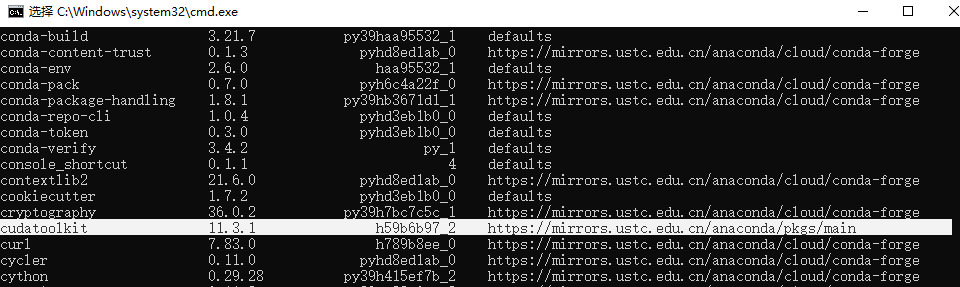 选择 C:\Windows\system32\cmd.exe
conda-build 3.21.7 py39haa95532_1 defaults
conda-content-trust 0.1.3 pyhd8ed1ab_0 https://mirrors.ustc.edu.cn/anaconda/cloud/conda-forge
conda-env 2.6.0 haa95532_1 defaults
conda-pack 0.7.0 pyh6c4a22f_0 https://mirrors.ustc.edu.cn/anaconda/cloud/conda-forge
conda-package-handling 1.8.1 py39hb3671d1_1 https://mirrors.ustc.edu.cn/anaconda/cloud/conda-forge
conda-repo-cli 1.0.4 pyhd3eb1b0_0 defaults
conda-token 0.3.0 pyhd3eb1b0_0 defaults
conda-verify 3.4.2 py_1 defaults
console_shortcut 0.1.1 4 defaults
contextlib2 21.6.0 pyhd8ed1ab_0 https://mirrors.ustc.edu.cn/anaconda/cloud/conda-forge
cookiecutter 1.7.2 pyhd3eb1b0_0 defaults
cryptography 36.0.2 py39h7bc7c5c_1 https://mirrors.ustc.edu.cn/anaconda/cloud/conda-forge
cudatoolkit 11.3.1 h59b6b97_2 https://mirrors.ustc.edu.cn/anaconda/pkgs/main
curl 7.83.0 h789b8ee_0 https://mirrors.ustc.edu.cn/anaconda/cloud/conda-forge
cycler 0.11.0 pyhd8ed1ab_0 https://mirrors.ustc.edu.cn/anaconda/cloud/conda-forge
cython 0.29.28 py39h415ef7b_2 https://mirrors.ustc.edu.cn/anaconda/cloud/conda-forge